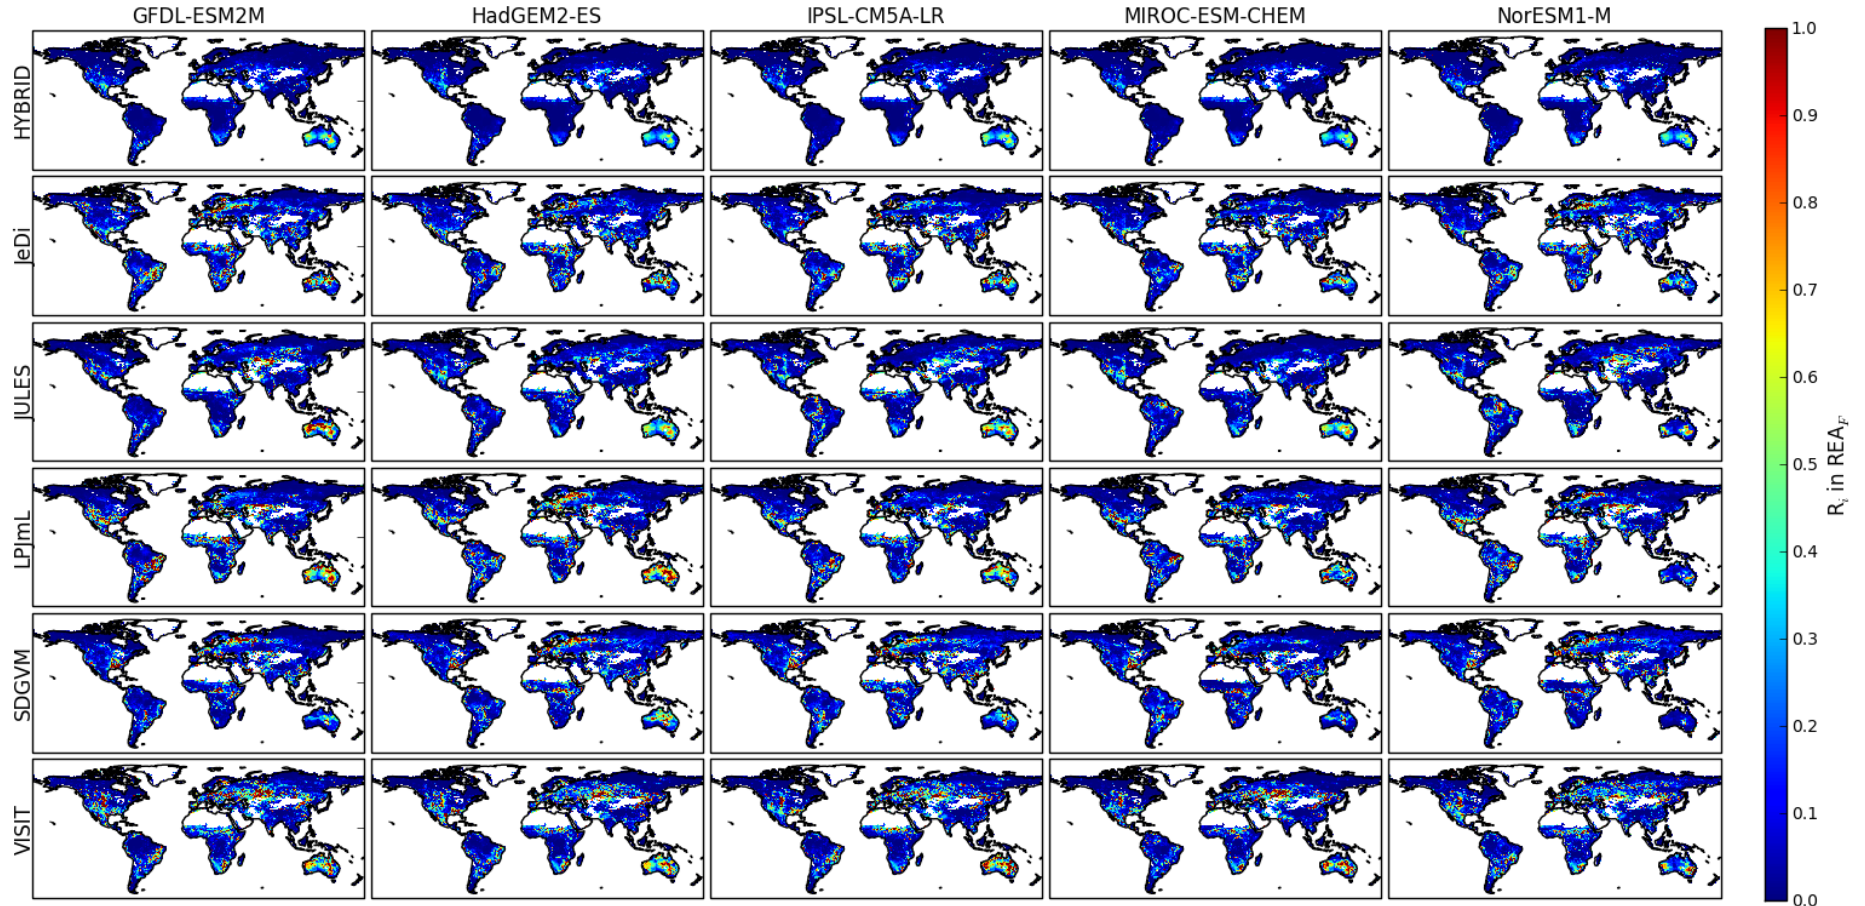 GFDL-ESM2M HadGEM2-ES IPSL-CM5A-LR MIROC-ESM-CHEM NorESM1-M
HYBRID
JeDi
JULES
LPJmL
SDGVM
VISIT
1.0
0.9
0.8
0.7
0.6
0.5
0.4
0.3
0.2
0.1
0.0
R_i in REA_F